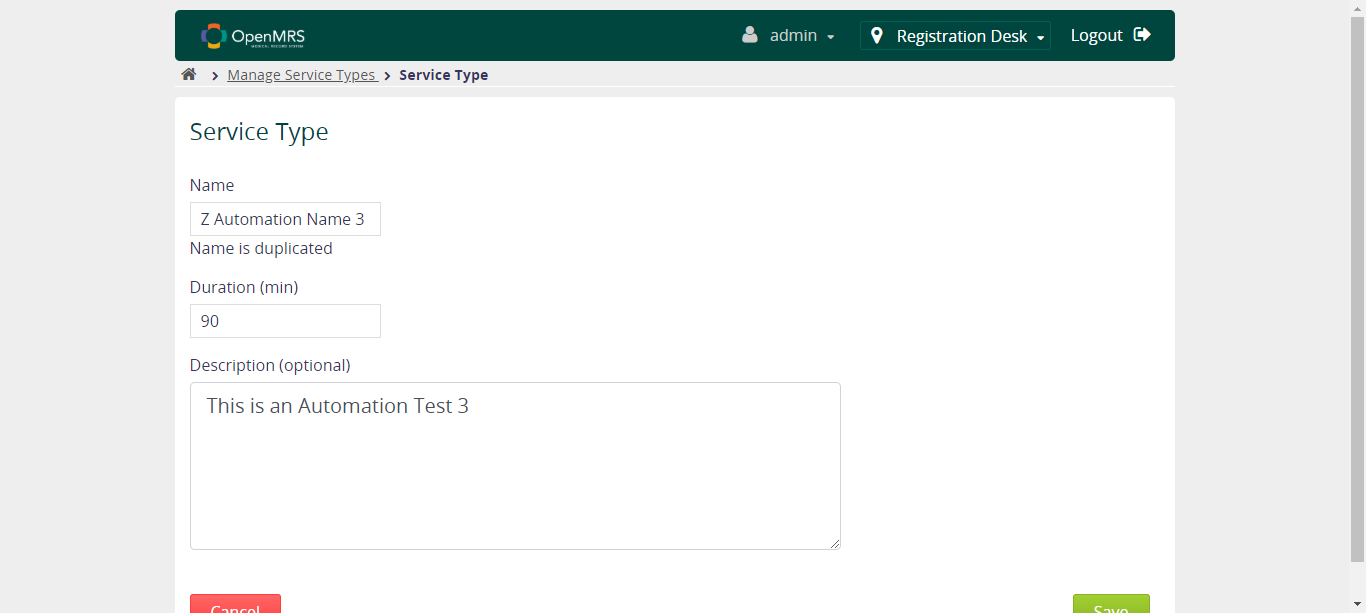 OpenMRS
MEDICAL RECORD SYSTEM
admin
Registration Desk
Logout
Manage Service Types
Service Type
Service Type
Name
Z Automation Name 3
Name is duplicated
Duration (min)
90
Description (optional)
This is an Automation Test 3
Cancel
Save